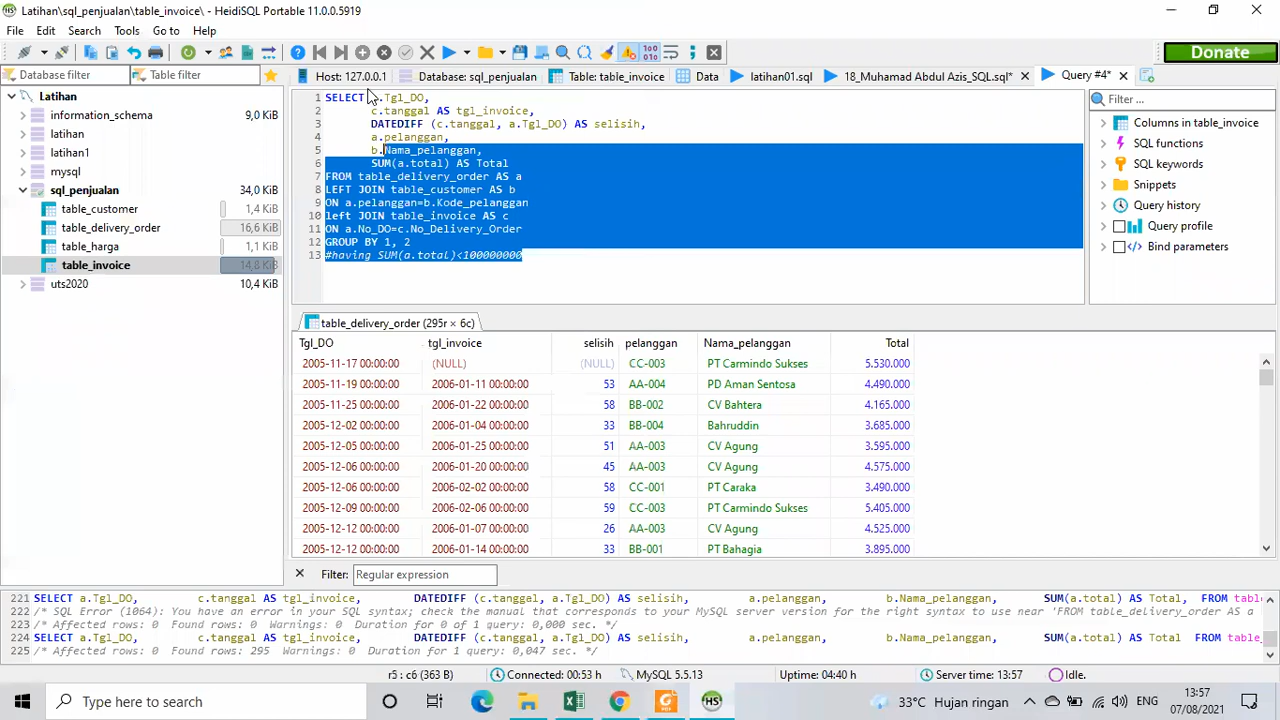 Latihan\sql_penjualan\table_invoice\ - HeidiSQL Portable 11.0.0.5919
File Edit Search Query Tools Go to Help
Donate
Database filter Table filter
Host: 127.0.0.1 Database: sql_penjualan Table: table_invoice Data latihan01.sql 18_Muhmad Abdul Azis_SQL.sql* Query #4*
Latihan
information_schema 9,0 KiB
latihan
latihan1
mysql
sql_penjualan 34,0 KiB
table_customer 1,4 KiB
table_delivery_order 16,6 KiB
table_harga 1,1 KiB
table_invoice 14,8 KiB
uts2020 10,4 KiB
1 SELECT .Tgl_DO,
2 c.tanggal AS tgl_invoice,
3 DATEDIFF (c.tanggal, a.Tgl_DO) AS selisih,
4 a.pelanggan,
5 b.Nama_pelanggan,
6 SUM(a.total) AS Total
7 FROM table_delivery_order AS a
8 LEFT JOIN table_customer AS b
9 ON a.pelanggan=b.Kode_pelanggan
10 left JOIN table_invoice AS c
11 ON a.No_DO=c.No_Delivery_Order
12 GROUP BY 1, 2
13 #having SUM(a.total)<100000000
Filter ...
Columns in table_invoice
SQL functions
SQL keywords
Snippets
Query history
Query profile
Bind parameters
table_delivery_order (295r × 6c)
Tgl_DO tgl_invoice selisih pelanggan Nama_pelanggan Total
2005-11-17 00:00:00 (NULL) (NULL) CC-003 PT Carmindo Sukses 5.530.000
2005-11-19 00:00:00 2006-01-11 00:00:00 53 AA-004 PD Aman Sentosa 4.490.000
2005-11-25 00:00:00 2006-01-22 00:00:00 58 BB-002 CV Bahtera 4.165.000
2005-12-02 00:00:00 2006-01-04 00:00:00 33 BB-004 Bahruddin 3.685.000
2005-12-05 00:00:00 2006-01-25 00:00:00 51 AA-003 CV Agung 3.595.000
2005-12-06 00:00:00 2006-01-20 00:00:00 45 AA-003 CV Agung 4.575.000
2005-12-06 00:00:00 2006-02-02 00:00:00 58 CC-001 PT Caraka 3.490.000
2005-12-09 00:00:00 2006-02-06 00:00:00 59 CC-003 PT Carmindo Sukses 5.405.000
2005-12-12 00:00:00 2006-01-07 00:00:00 26 AA-003 CV Agung 4.525.000
2005-12-12 00:00:00 2006-01-14 00:00:00 33 BB-001 PT Bahagia 3.895.000
Filter: Regular expression
221 SELECT a.Tgl_DO, c.tanggal AS tgl_invoice, DATEDIFF (c.tanggal, a.Tgl_DO) AS selisih, a.pelanggan, b.Nama_pelanggan, SUM(a.total) AS Total, FROM table_
222 /* SQL Error (1064): You have an error in your SQL syntax; check the manual that corresponds to your MySQL server version for the right syntax to use near 'FROM table_delivery_order AS a
223 /* Affected rows: 0 Found rows: 0 Warnings: 0 Duration for 0 of 1 query: 0,000 sec. */
224 SELECT a.Tgl_DO, c.tanggal AS tgl_invoice, DATEDIFF (c.tanggal, a.Tgl_DO) AS selisih, a.pelanggan, b.Nama_pelanggan, SUM(a.total) AS Total FROM table_
225 /* Affected rows: 0 Found rows: 295 Warnings: 0 Duration for 1 query: 0,047 sec. */
r5 : c6 (363 B) Connected: 00:53 h MySQL 5.5.13 Uptime: 04:40 h Server time: 13:57 Idle.
Type here to search
33°C Hujan ringan ENG 13:57
07/08/2021